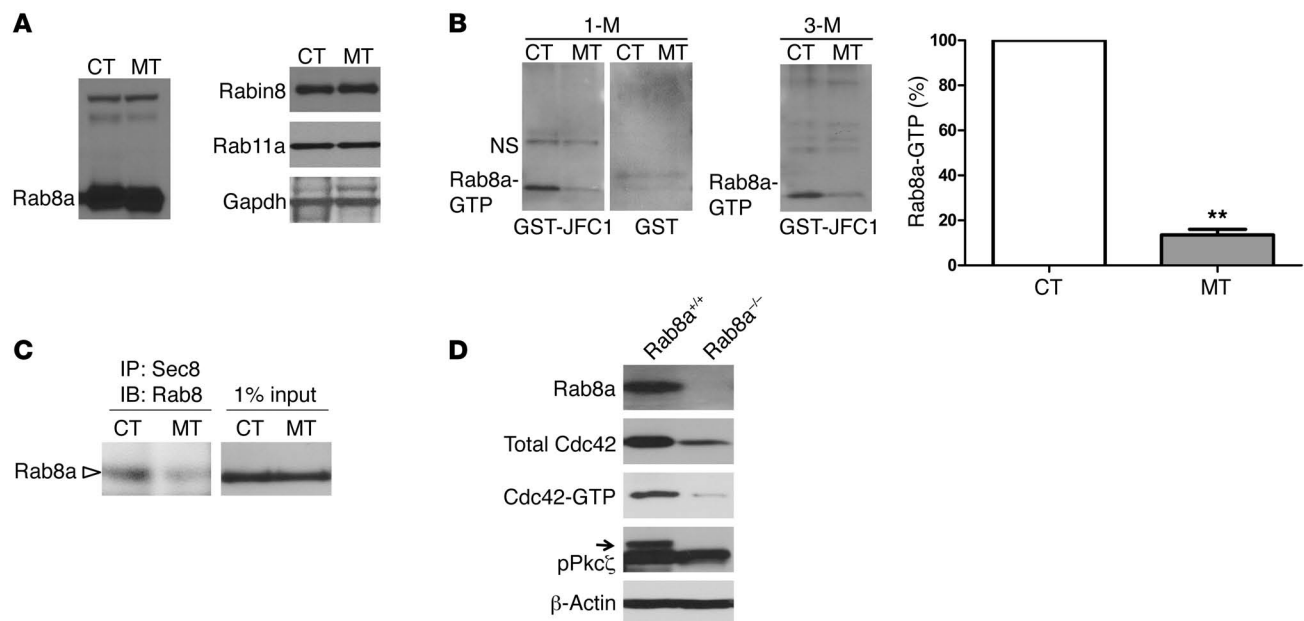 A
CT MT
Rab8a
CT MT
Rabin8
Rab11a
Gapdh
B
1-M
CT MT CT MT
NS
Rab8a-
GTP
GST-JFC1 GST
3-M
CT MT
Rab8a-
GTP
GST-JFC1
Rab8a-GTP (%)
100
80
60
40
20
0
**
CT MT
C
IP: Sec8
IB: Rab8 1% input
CT MT CT MT
Rab8a
D
Rab8a+/+ Rab8a−/−
Rab8a
Total Cdc42
Cdc42-GTP
pPkcζ
β-Actin